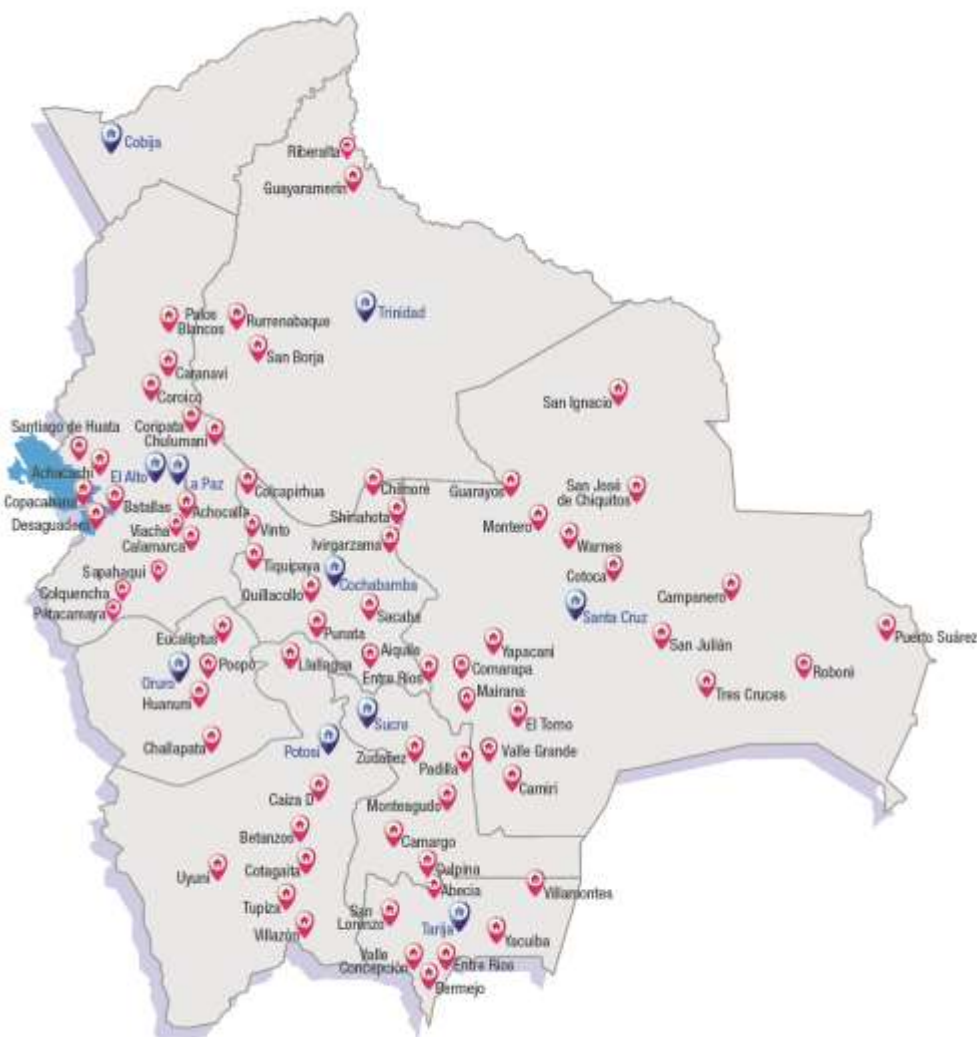 Cobija
Riberalta
Guayaramerin
Trinidad
Palos
Blancos
Rurrenabaque
San Borja
Caranavi
Coroico
San Ignacio
Santiago de Huata
Coripata
Chulumani
Achacachi
El Alto
La Paz
Colcapirhua
Chimoré
Guarayos
San José
de Chiquitos
Copacabana
Batallas
Achocalla
Desaguadero
Viacha
Calamarca
Vinto
Shinahota
Ivirgarzama
Montero
Warnes
Sapahaqui
Tiquipaya
Cochabamba
Cotoca
Colquencha
Quillacollo
Campanero
Patacamaya
Sacaba
Santa Cruz
Eucaliptus
Punata
Puerto Suárez
San Julián
Yapacani
Oruro
Poopó
Llallagua
Aiquile
Entre Ríos
Comarapa
Roboré
Huanuni
Mairana
Tres Cruces
Sucre
El Torno
Challapata
Potosí
Zudañez
Padilla
Valle Grande
Camiri
Caiza D
Monteagudo
Betanzos
Camargo
Uyuni
Cotagaita
Culpina
Abecia
Villamontes
Tupiza
San
Lorenzo
Tarija
Villazón
Yacuiba
Valle
Concepción
Entre Ríos
Bermejo